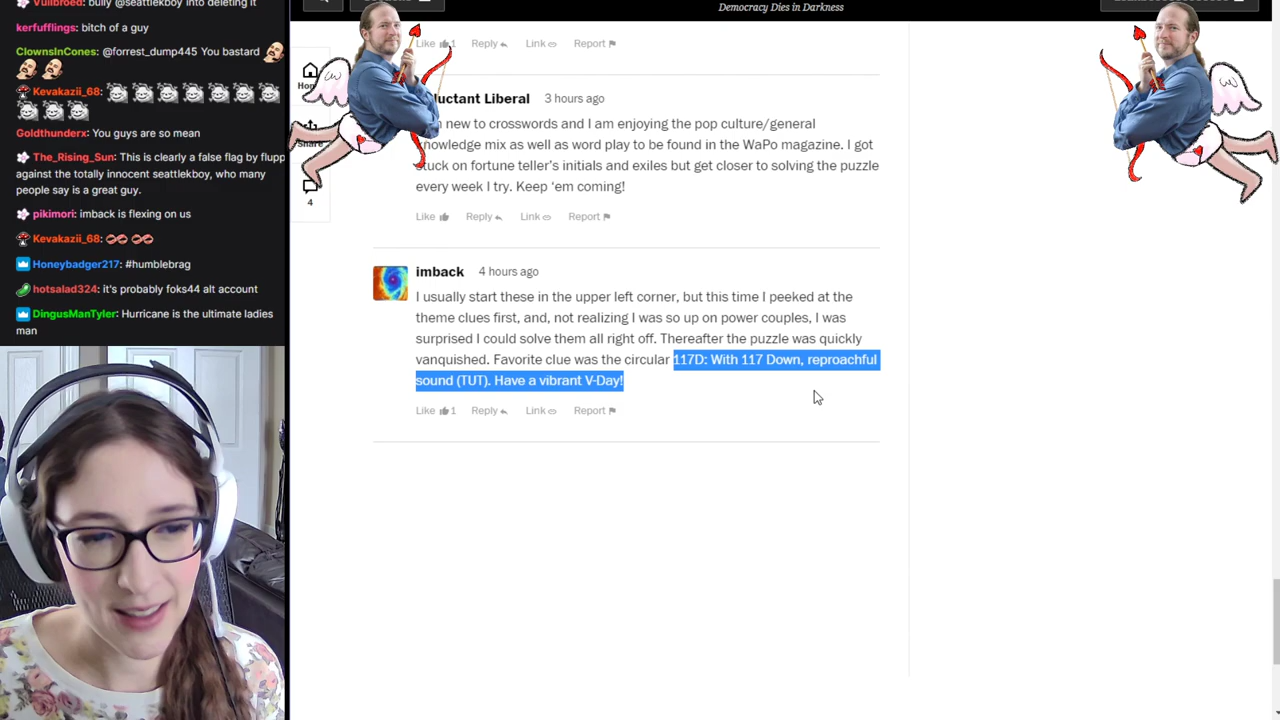 Vuilbroed: bully @seattlekboy into deleting it
kerfufflings: bitch of a guy
ClownsInCones: @forrest_dump445 You bastard
Kevakazii_68:
Goldthunderx: You guys are so mean
The_Rising_Sun: This is clearly a false flag by flupp
against the totally innocent seattlekboy, who many
people say is a great guy.
pikimori: imback is flexing on us
Kevakazii_68:
Honeybadger217: #humblebrag
hotsalad324: it's probably foks44 alt account
DingusManTyler: Hurricane is the ultimate ladies
man
Democracy Dies in Darkness
Share
4
Like 1 Reply Link Report
Liberal 3 hours ago
new to crosswords and I am enjoying the pop culture/general
knowledge mix as well as word play to be found in the WaPo magazine. I got
stuck on fortune teller's initials and exiles but get closer to solving the puzzle
every week I try. Keep 'em coming!
Like Reply Link Report
imback 4 hours ago
I usually start these in the upper left corner, but this time I peeked at the
theme clues first, and, not realizing I was so up on power couples, I was
surprised I could solve them all right off. Thereafter the puzzle was quickly
vanquished. Favorite clue was the circular 117D: With 117 Down, reproachful
sound (TUT). Have a vibrant V-Day!
Like 1 Reply Link Report